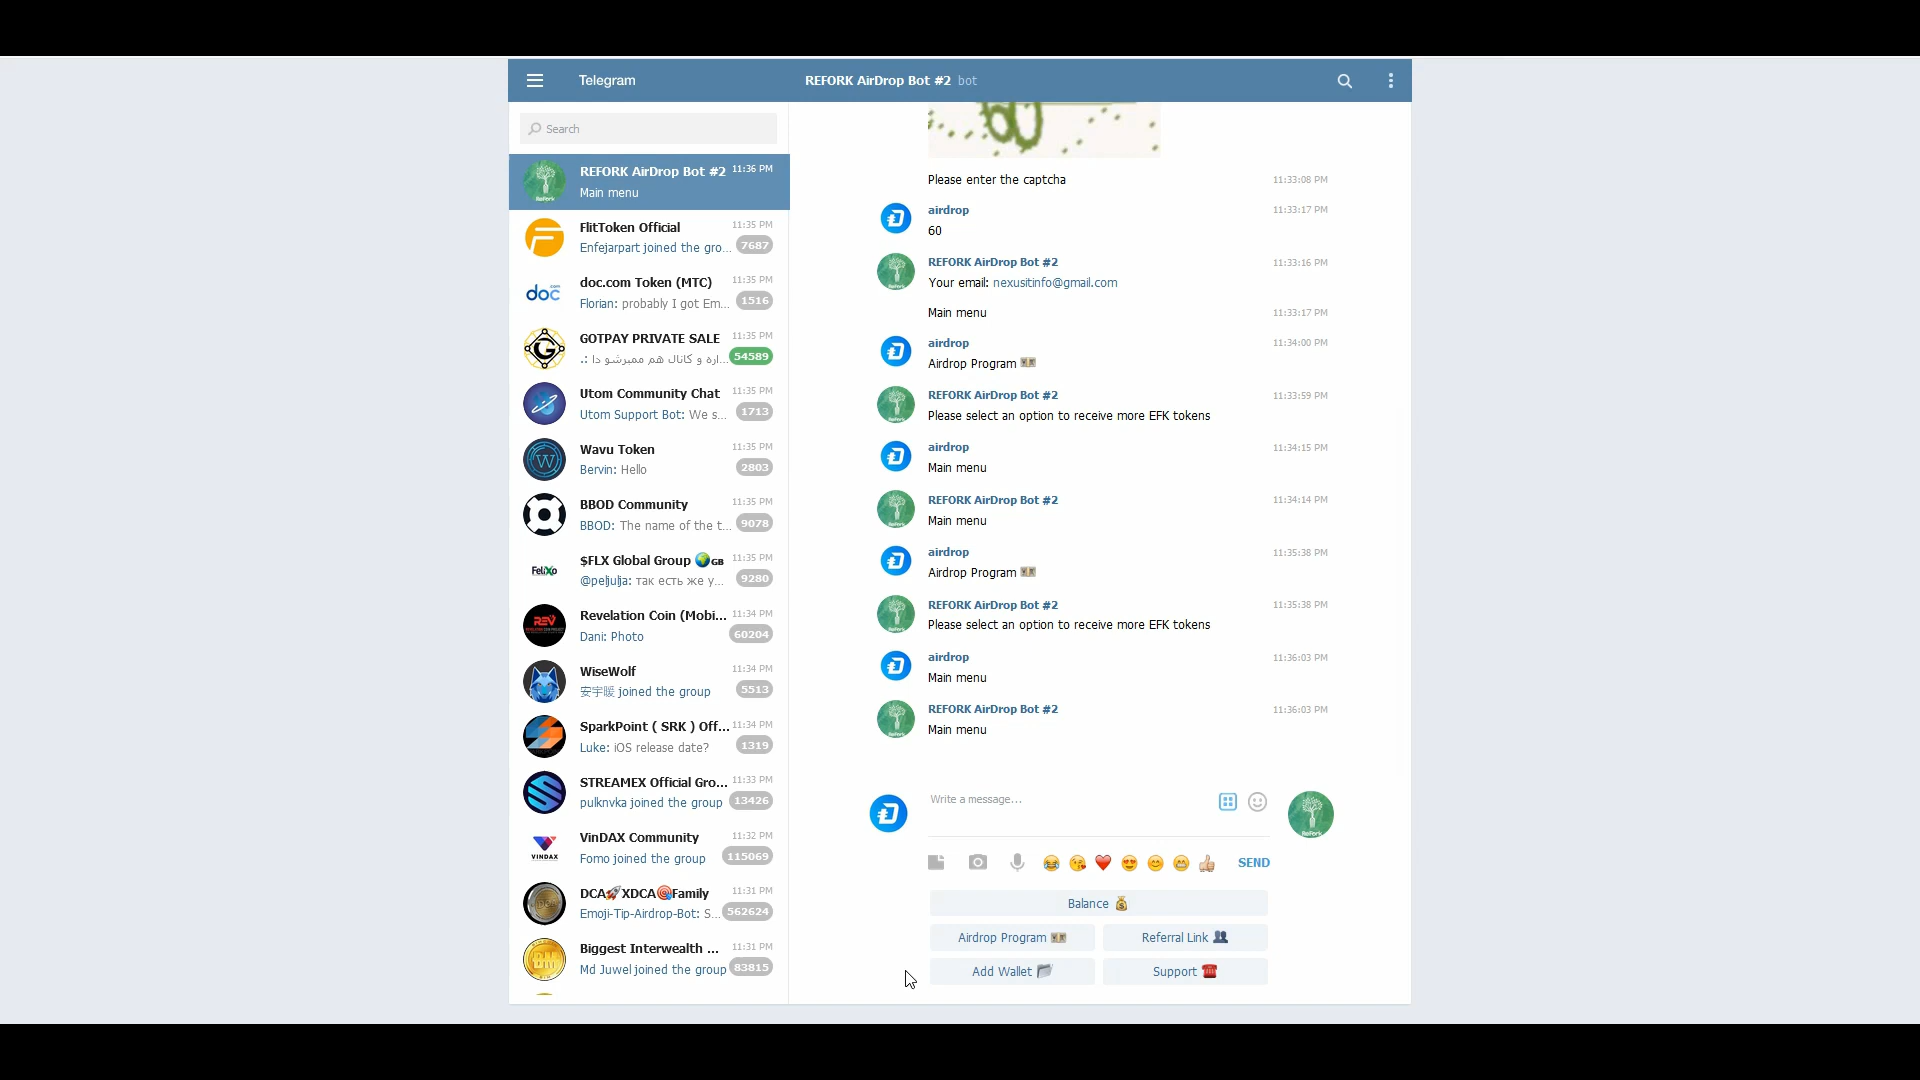 Telegram
REFORK AirDrop Bot #2 bot
Search
REFORK AirDrop Bot #2 11:36 PM
Main menu
FlitToken Official 11:35 PM
Enfejarpart joined the gro... 7687
doc.com Token (MTC) 11:35 PM
Florian: probably I got Em... 1516
GOTPAY PRIVATE SALE 11:35 PM
اره و کانال هم ممبرشو دا :. ... 54589
Utom Community Chat 11:35 PM
Utom Support Bot: We s... 1713
Wavu Token 11:35 PM
Bervin: Hello 2803
BBOD Community 11:35 PM
BBOD: The name of the t... 9078
$FLX Global Group 🌍GB 11:35 PM
@peljulja: так есть же у... 9280
Revelation Coin (Mobi... 11:34 PM
Dani: Photo 60204
WiseWolf 11:34 PM
安宇暖 joined the group 5513
SparkPoint ( SRK ) Off... 11:34 PM
Luke: iOS release date? 1319
STREAMEX Official Gro... 11:33 PM
pulknvka joined the group 13426
VinDAX Community 11:32 PM
Fomo joined the group 115069
DCA🚀XDCA🎯Family 11:31 PM
Emoji-Tip-Airdrop-Bot: S... 562624
Biggest Interwealth ... 11:31 PM
Md Juwel joined the group 83815
60
Please enter the captcha 11:33:08 PM
airdrop 11:33:17 PM
60
REFORK AirDrop Bot #2 11:33:16 PM
Your email: nexusitinfo@gmail.com
Main menu 11:33:17 PM
airdrop 11:34:00 PM
Airdrop Program 💴
REFORK AirDrop Bot #2 11:33:59 PM
Please select an option to receive more EFK tokens
airdrop 11:34:15 PM
Main menu
REFORK AirDrop Bot #2 11:34:14 PM
Main menu
airdrop 11:35:38 PM
Airdrop Program 💴
REFORK AirDrop Bot #2 11:35:38 PM
Please select an option to receive more EFK tokens
airdrop 11:36:03 PM
Main menu
REFORK AirDrop Bot #2 11:36:03 PM
Main menu
Write a message...
SEND
Balance 💰
Airdrop Program 💴 Referral Link 👥
Add Wallet 📂 Support ☎️